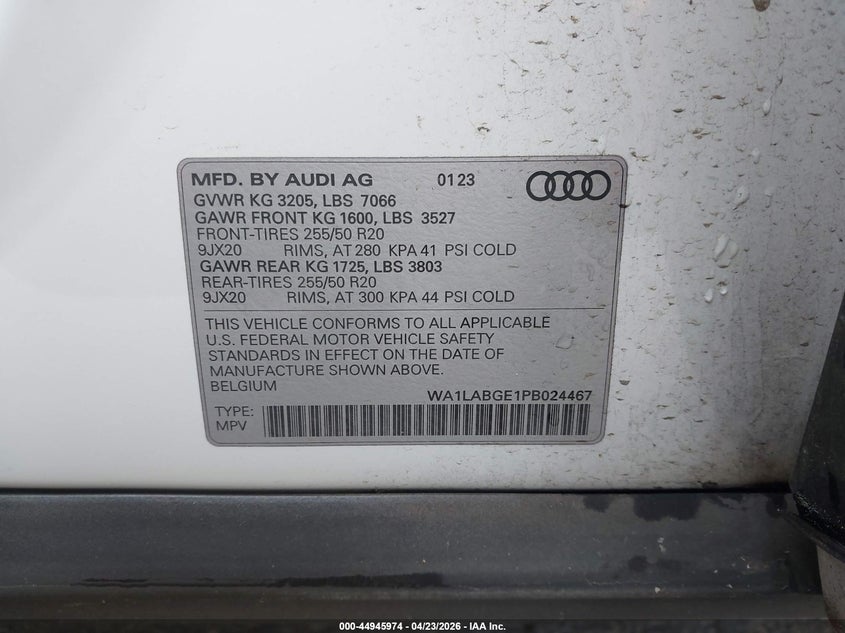 MFD. BY AUDI AG 0123
GVWR KG 3205, LBS 7066
GAWR FRONT KG 1600, LBS 3527
FRONT-TIRES 255/50 R20
9JX20 RIMS, AT 280 KPA 41 PSI COLD
GAWR REAR KG 1725, LBS 3803
REAR-TIRES 255/50 R20
9JX20 RIMS, AT 300 KPA 44 PSI COLD
THIS VEHICLE CONFORMS TO ALL APPLICABLE
U.S. FEDERAL MOTOR VEHICLE SAFETY
STANDARDS IN EFFECT ON THE DATE OF
MANUFACTURE SHOWN ABOVE.
BELGIUM
WA1LABGE1PB024467
TYPE:
MPV
000-44945974 - 04/23/2026 - IAA Inc.